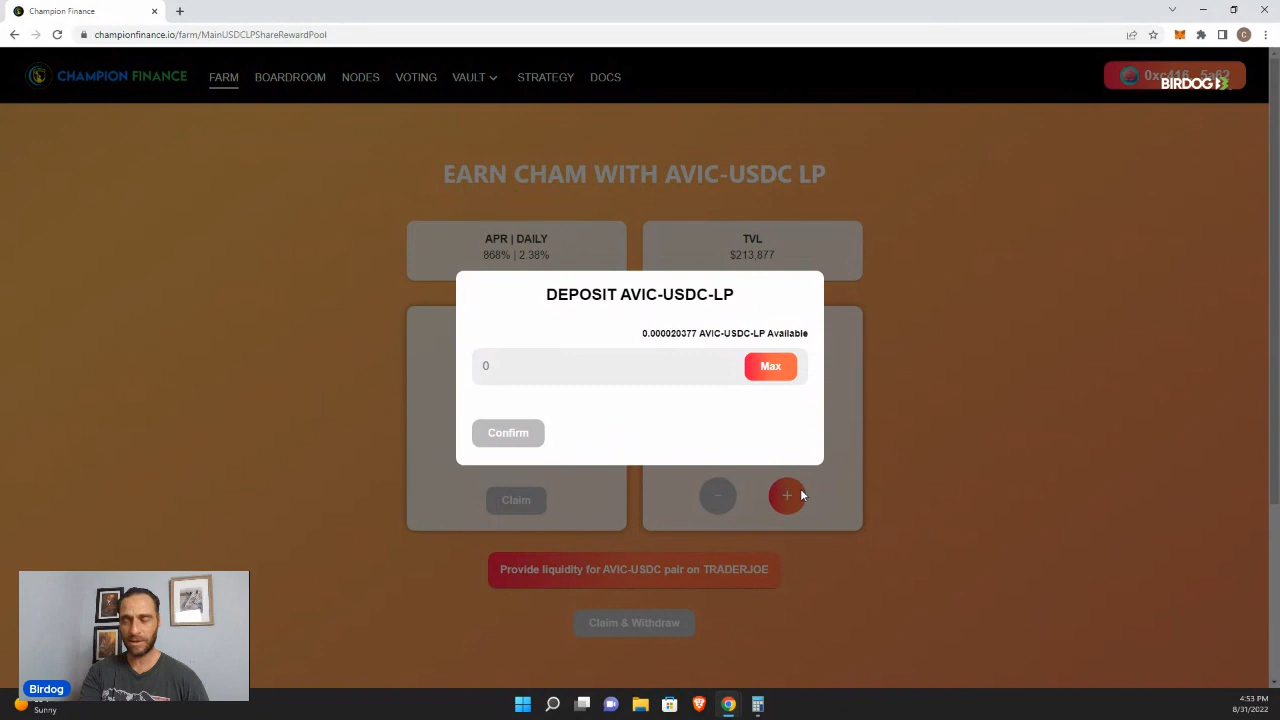 Champion Finance
championfinance.io/farm/MainUSDCLPShareRewardPool
C
CHAMPION FINANCE
FARM
BOARDROOM
NODES
VOTING
VAULT
STRATEGY
DOCS
BIRDOG
EARN CHAM WITH AVIC-USDC LP
APR | DAILY
868% | 2.38%
TVL
$213,877
DEPOSIT AVIC-USDC-LP
0.000020377 AVIC-USDC-LP Available
0
Max
Confirm
Claim
Provide liquidity for AVIC-USDC pair on TRADERJOE
Claim & Withdraw
Birdog
Sunny
4:53 PM
8/31/2022